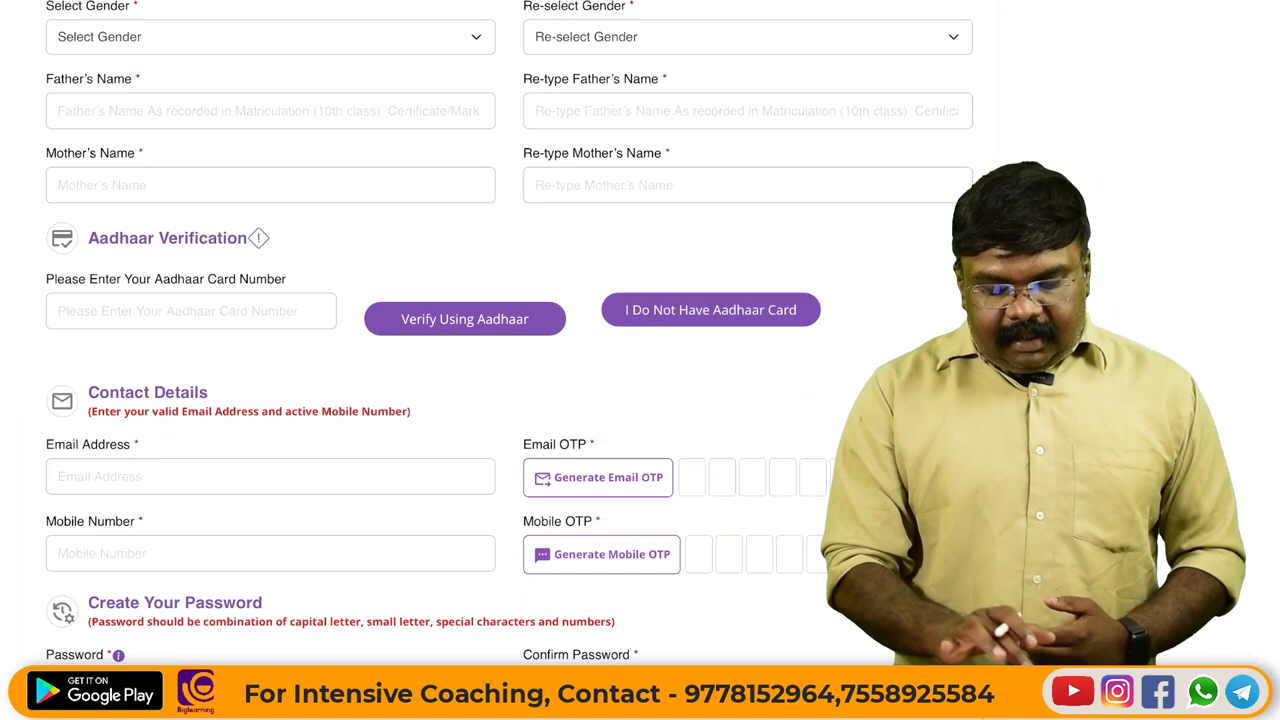 Select Gender *
Re-select Gender *
Select Gender
Re-select Gender
Father's Name *
Re-type Father's Name *
Father's Name As recorded in Matriculation (10th class) Certificate/Mark
Re-type Father's Name As recorded in Matriculation (10th class) Certifica
Mother's Name *
Re-type Mother's Name *
Mother's Name
Re-type Mother's Name
Aadhaar Verification
Please Enter Your Aadhaar Card Number
Please Enter Your Aadhaar Card Number
Verify Using Aadhaar
I Do Not Have Aadhaar Card
Contact Details
(Enter your valid Email Address and active Mobile Number)
Email Address *
Email OTP *
Email Address
Generate Email OTP
Mobile Number *
Mobile OTP *
Mobile Number
Generate Mobile OTP
Create Your Password
(Password should be combination of capital letter, small letter, special characters and numbers)
Password *
Confirm Password *
GET IT ON
Google Play
Biglearning
For Intensive Coaching, Contact - 9778152964,7558925584